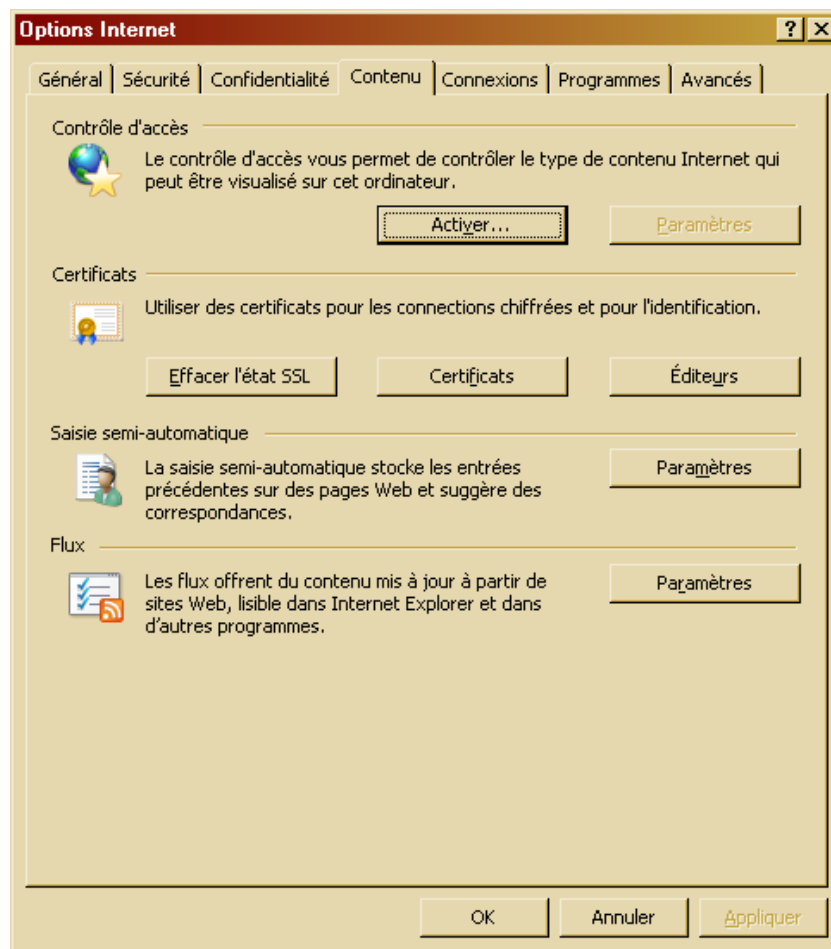 Options Internet
Général Sécurité Confidentialité Contenu Connexions Programmes Avancés
Contrôle d'accès
Le contrôle d'accès vous permet de contrôler le type de contenu Internet qui
peut être visualisé sur cet ordinateur.
Activer... Paramètres
Certificats
Utiliser des certificats pour les connections chiffrées et pour l'identification.
Effacer l'état SSL Certificats Éditeurs
Saisie semi-automatique
La saisie semi-automatique stocke les entrées
précédentes sur des pages Web et suggère des
correspondances.
Paramètres
Flux
Les flux offrent du contenu mis à jour à partir de
sites Web, lisible dans Internet Explorer et dans
d’autres programmes.
Paramètres
OK Annuler Appliquer